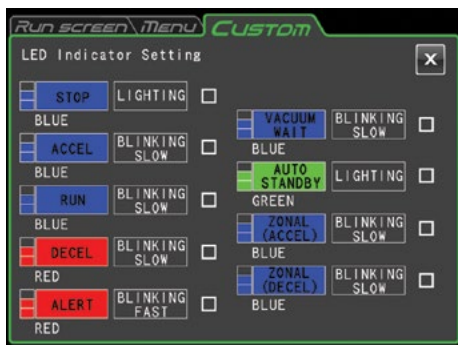 Run screen\Menu\Custom
LED Indicator Setting
X
STOP LIGHTING
BLUE
ACCEL BLINKING SLOW
BLUE
RUN BLINKING SLOW
BLUE
DECEL BLINKING SLOW
RED
ALERT BLINKING FAST
RED
VACUUM WAIT BLINKING SLOW
BLUE
AUTO STANDBY LIGHTING
GREEN
ZONAL (ACCEL) BLINKING SLOW
BLUE
ZONAL (DECEL) BLINKING SLOW
BLUE